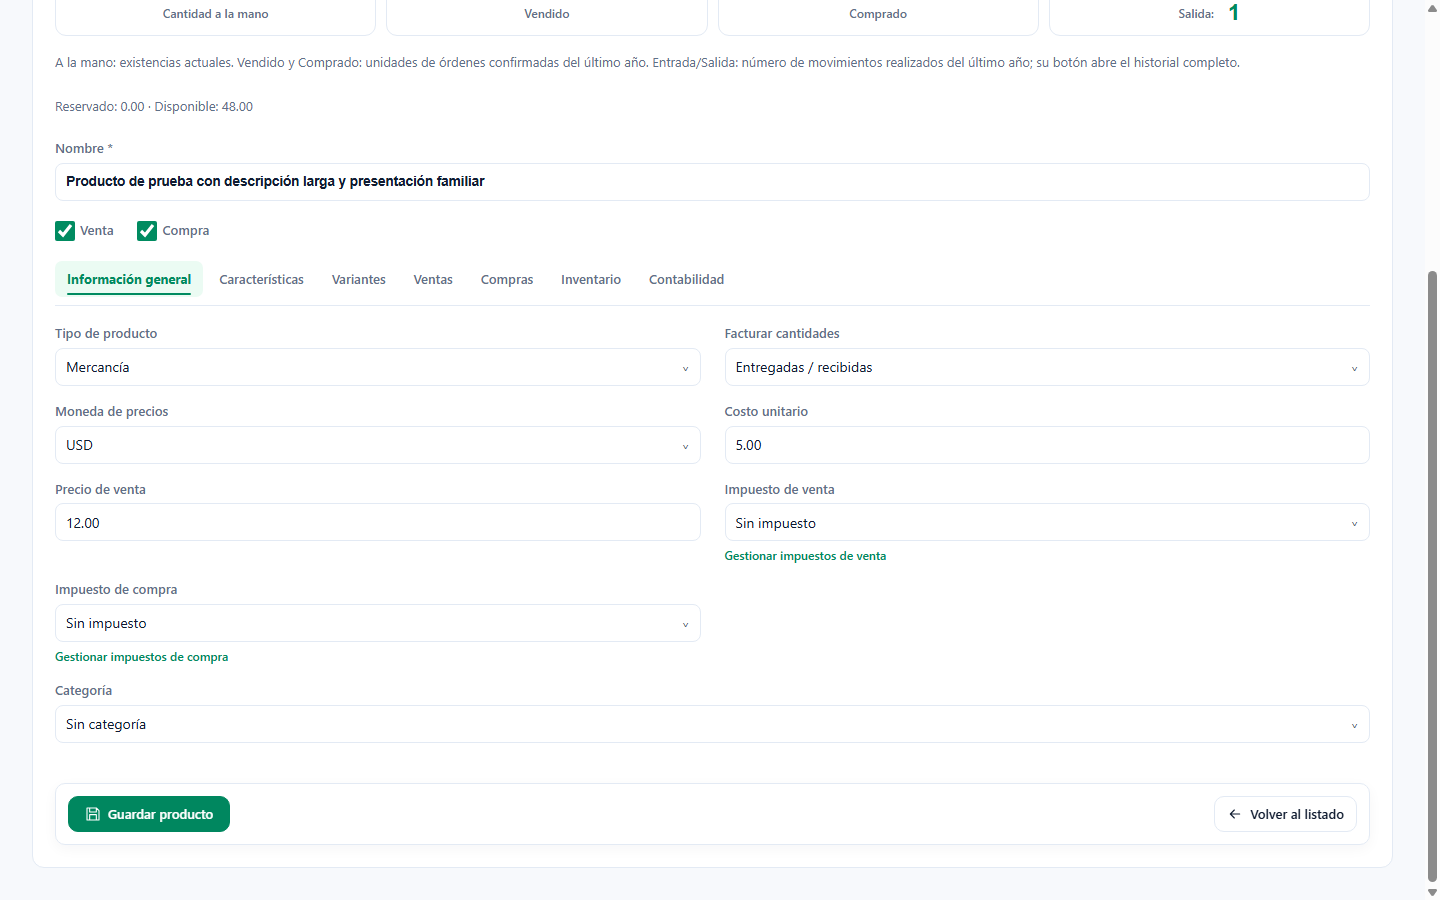 Cantidad a la mano
Vendido
Comprado
Salida: 1
A la mano: existencias actuales. Vendido y Comprado: unidades de órdenes confirmadas del último año. Entrada/Salida: número de movimientos realizados del último año; su botón abre el historial completo.
Reservado: 0.00 · Disponible: 48.00
Nombre *
Producto de prueba con descripción larga y presentación familiar
Venta Compra
Información general Características Variantes Ventas Compras Inventario Contabilidad
Tipo de producto
Mercancía
Facturar cantidades
Entregadas / recibidas
Moneda de precios
USD
Costo unitario
5.00
Precio de venta
12.00
Impuesto de venta
Sin impuesto
Gestionar impuestos de venta
Impuesto de compra
Sin impuesto
Gestionar impuestos de compra
Categoría
Sin categoría
Guardar producto
Volver al listado